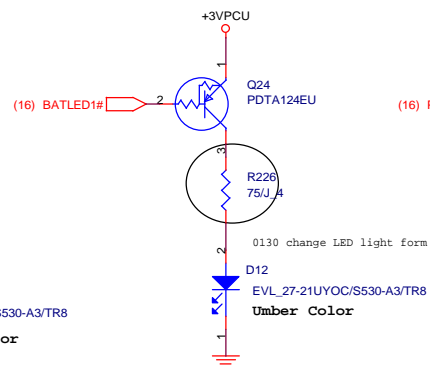 +3VPCU
1
Q24
PDTA124EU
(16) BATLED1#
2
(16)
3
R226
75/J_4
0130 change LED light form
2
D12
EVL_27-21UYOC/S530-A3/TR8
Umber Color
S530-A3/TR8
or
1